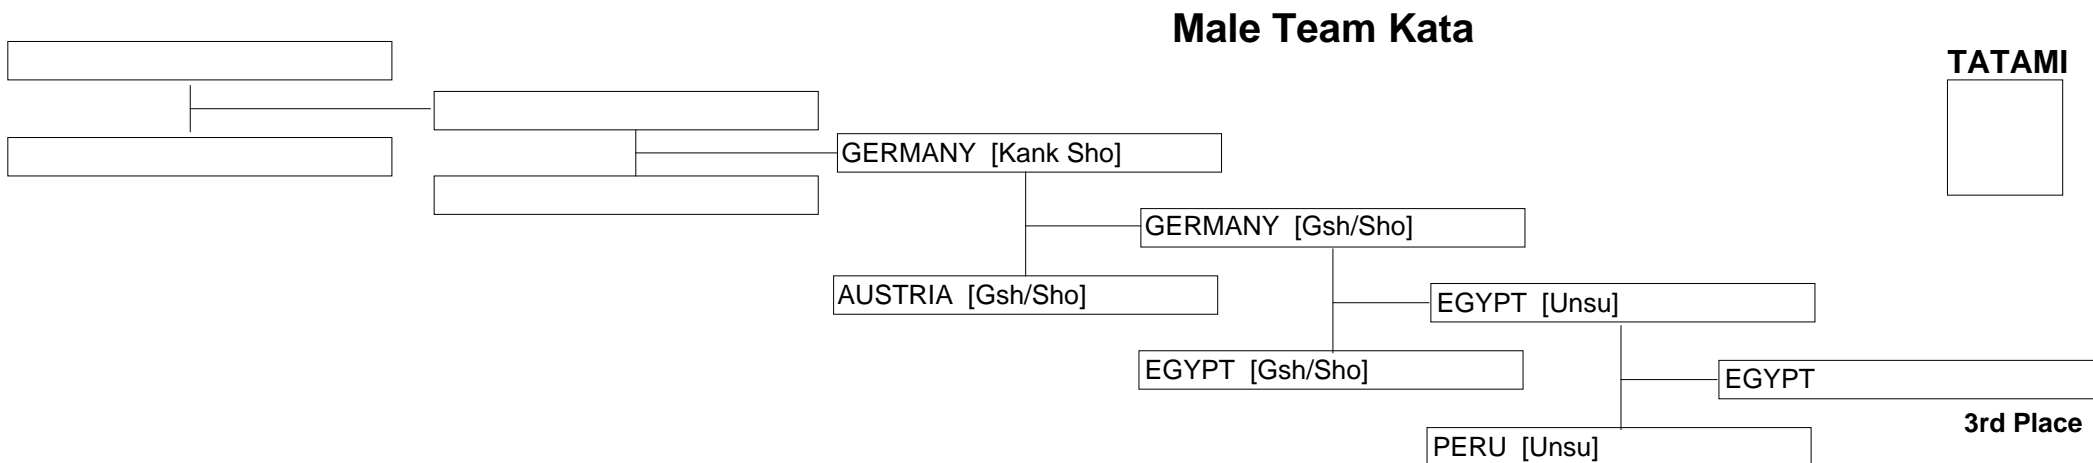 Male Team Kata
TATAMI
GERMANY [Kank Sho]
GERMANY [Gsh/Sho]
AUSTRIA [Gsh/Sho]
EGYPT [Unsu]
EGYPT [Gsh/Sho]
EGYPT
3rd Place
PERU [Unsu]